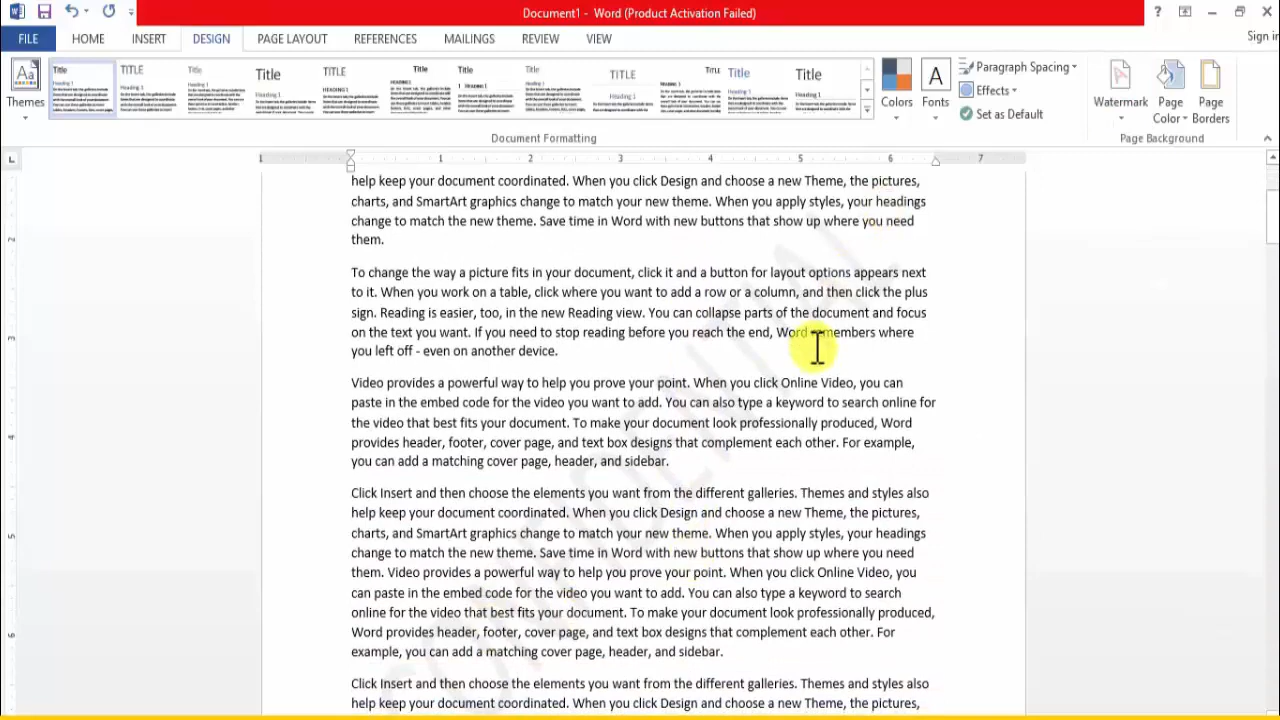 Document1 - Word (Product Activation Failed)
FILE HOME INSERT DESIGN PAGE LAYOUT REFERENCES MAILINGS REVIEW VIEW Sign in
Themes
Title TITLE Title Title TITLE Title Title Title TITLE TITLE Title Title
Colors Fonts Paragraph Spacing
Effects
Set as Default
Watermark Page Color Page Borders
Document Formatting Page Background
1 1 2 3 4 5 6 7
help keep your document coordinated. When you click Design and choose a new Theme, the pictures,
charts, and SmartArt graphics change to match your new theme. When you apply styles, your headings
change to match the new theme. Save time in Word with new buttons that show up where you need
them.
To change the way a picture fits in your document, click it and a button for layout options appears next
to it. When you work on a table, click where you want to add a row or a column, and then click the plus
sign. Reading is easier, too, in the new Reading view. You can collapse parts of the document and focus
on the text you want. If you need to stop reading before you reach the end, Word remembers where
you left off - even on another device.
Video provides a powerful way to help you prove your point. When you click Online Video, you can
paste in the embed code for the video you want to add. You can also type a keyword to search online for
the video that best fits your document. To make your document look professionally produced, Word
provides header, footer, cover page, and text box designs that complement each other. For example,
you can add a matching cover page, header, and sidebar.
Click Insert and then choose the elements you want from the different galleries. Themes and styles also
help keep your document coordinated. When you click Design and choose a new Theme, the pictures,
charts, and SmartArt graphics change to match your new theme. When you apply styles, your headings
change to match the new theme. Save time in Word with new buttons that show up where you need
them. Video provides a powerful way to help you prove your point. When you click Online Video, you
can paste in the embed code for the video you want to add. You can also type a keyword to search
online for the video that best fits your document. To make your document look professionally produced,
Word provides header, footer, cover page, and text box designs that complement each other. For
example, you can add a matching cover page, header, and sidebar.
Click Insert and then choose the elements you want from the different galleries. Themes and styles also
help keep your document coordinated. When you click Design and choose a new Theme, the pictures,
CONFIDENTIAL
2
3
4
5
6